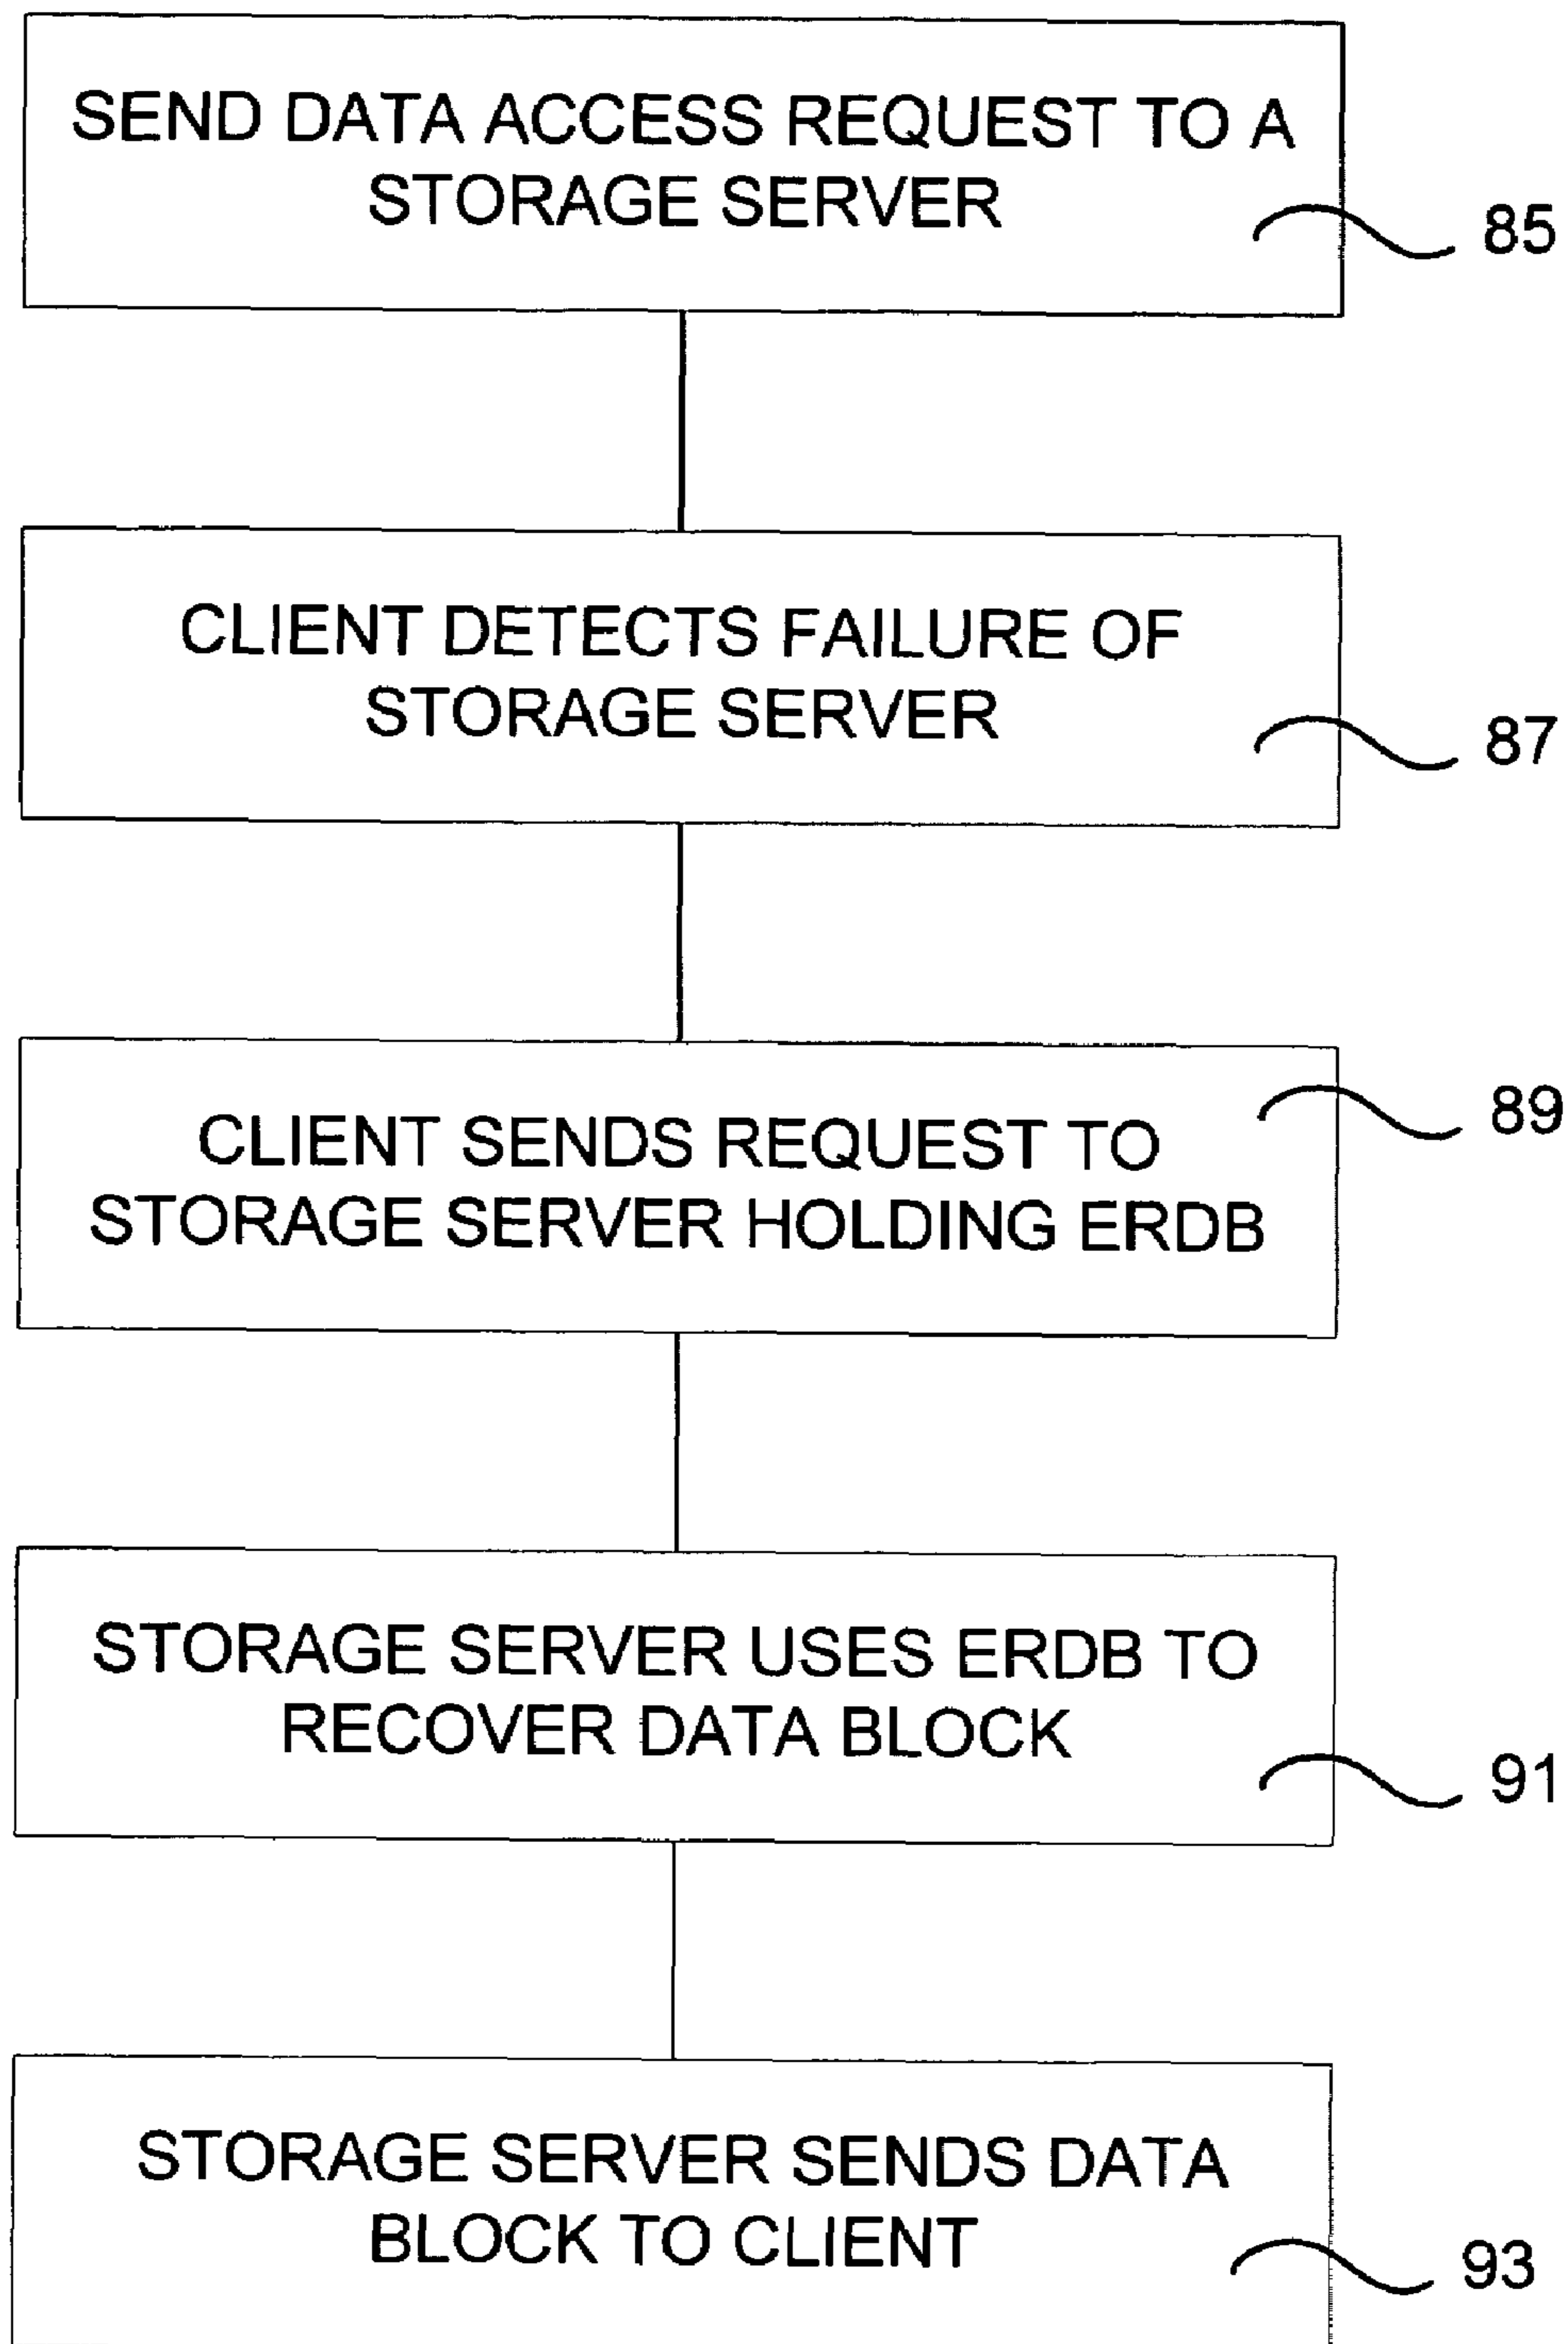 SEND DATA ACCESS REQUEST TO A
STORAGE SERVER
85
CLIENT DETECTS FAILURE OF
STORAGE SERVER
87
CLIENT SENDS REQUEST TO
STORAGE SERVER HOLDING ERDB
89
STORAGE SERVER USES ERDB TO
RECOVER DATA BLOCK
91
STORAGE SERVER SENDS DATA
BLOCK TO CLIENT
93